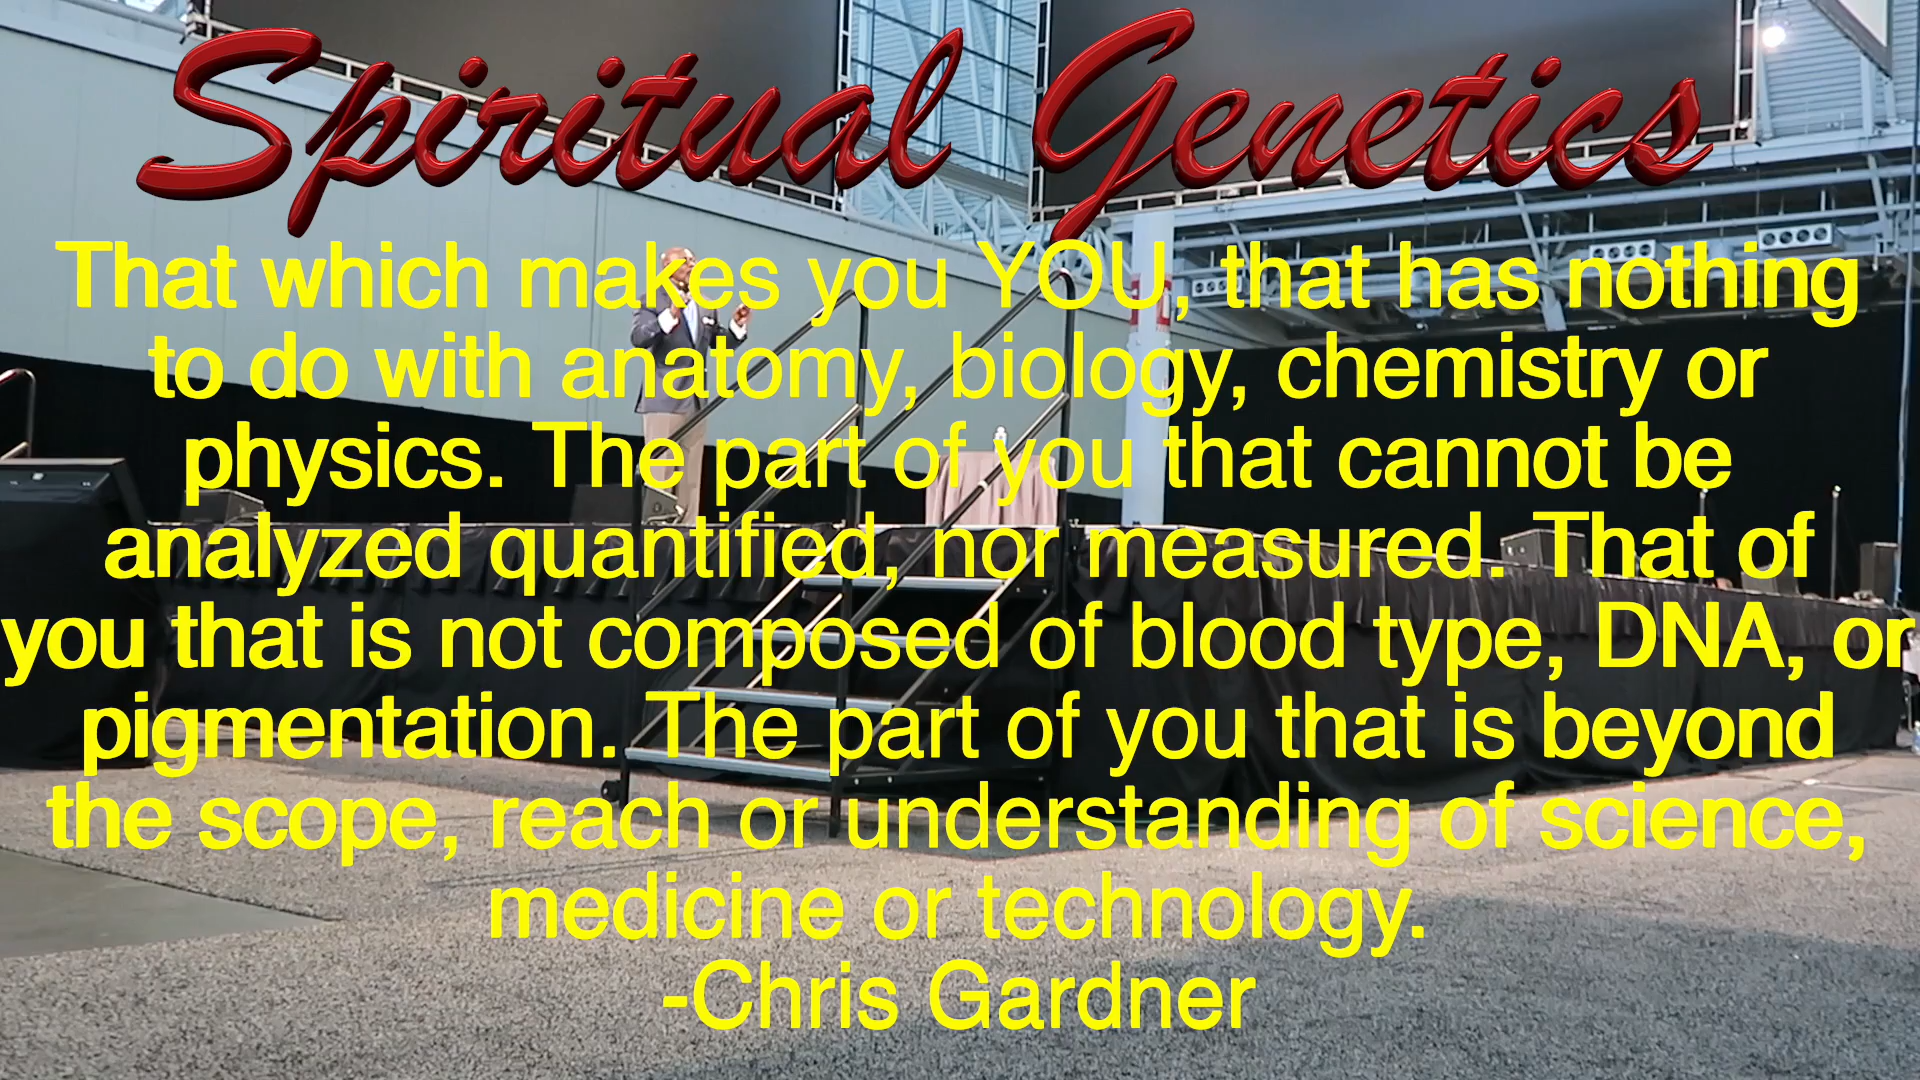 Spiritual Genetics
That which makes you YOU, that has nothing
to do with anatomy, biology, chemistry or
physics. The part of you that cannot be
analyzed quantified, nor measured. That of
you that is not composed of blood type, DNA, or
pigmentation. The part of you that is beyond
the scope, reach or understanding of science,
medicine or technology.
-Chris Gardner